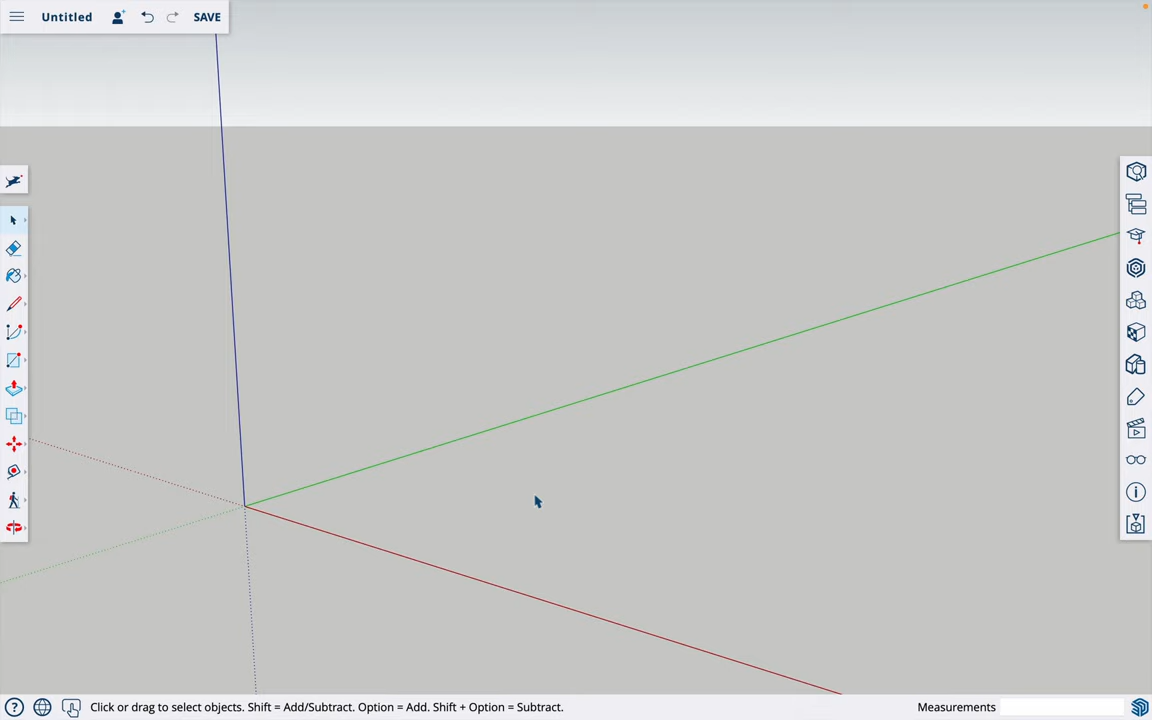 Untitled
SAVE
Click or drag to select objects. Shift = Add/Subtract. Option = Add. Shift + Option = Subtract.
Measurements